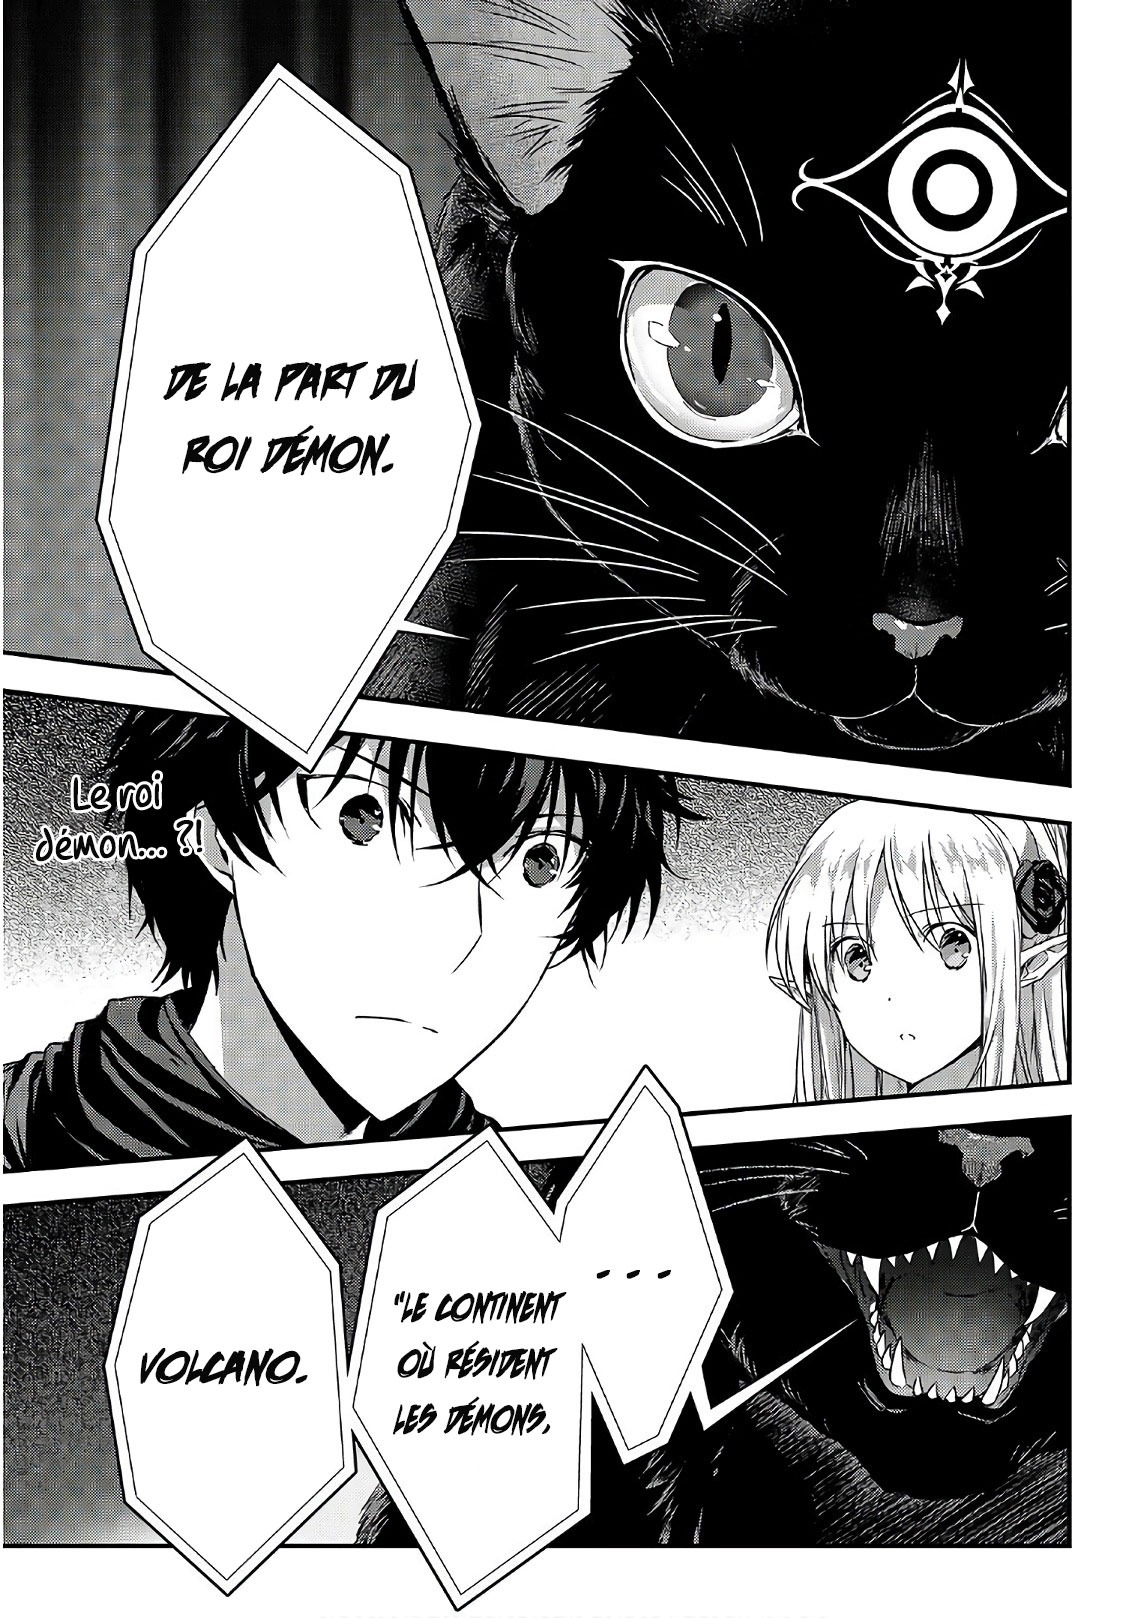 DE LA PART DU
ROI DÉMON.
Le roi
démon... ?!
...
"LE CONTINENT
OÙ RÉSIDENT
LES DÉMONS,
VOLCANO.